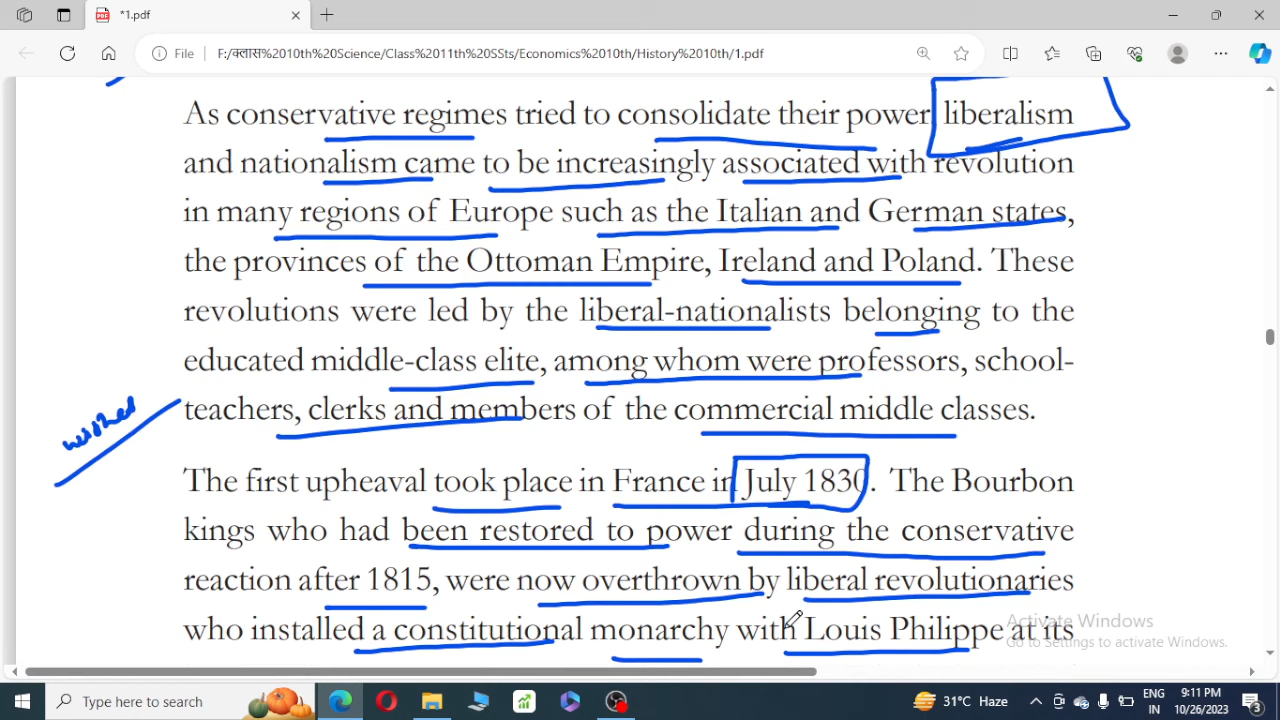 *1.pdf
File F:/क्लास%2010th%20Science/Class%2011th%20SSts/Economics%2010th/History%2010th/1.pdf
As conservative regimes tried to consolidate their power liberalism
and nationalism came to be increasingly associated with revolution
in many regions of Europe such as the Italian and German states,
the provinces of the Ottoman Empire, Ireland and Poland. These
revolutions were led by the liberal-nationalists belonging to the
educated middle-class elite, among whom were professors, school-
teachers, clerks and members of the commercial middle classes.
wished
The first upheaval took place in France in July 1830. The Bourbon
kings who had been restored to power during the conservative
reaction after 1815, were now overthrown by liberal revolutionaries
who installed a constitutional monarchy with Louis Philippe at its
Activate Windows
Go to Settings to activate Windows.
Type here to search
31°C Haze
ENG
IN
9:11 PM
10/26/2023
3